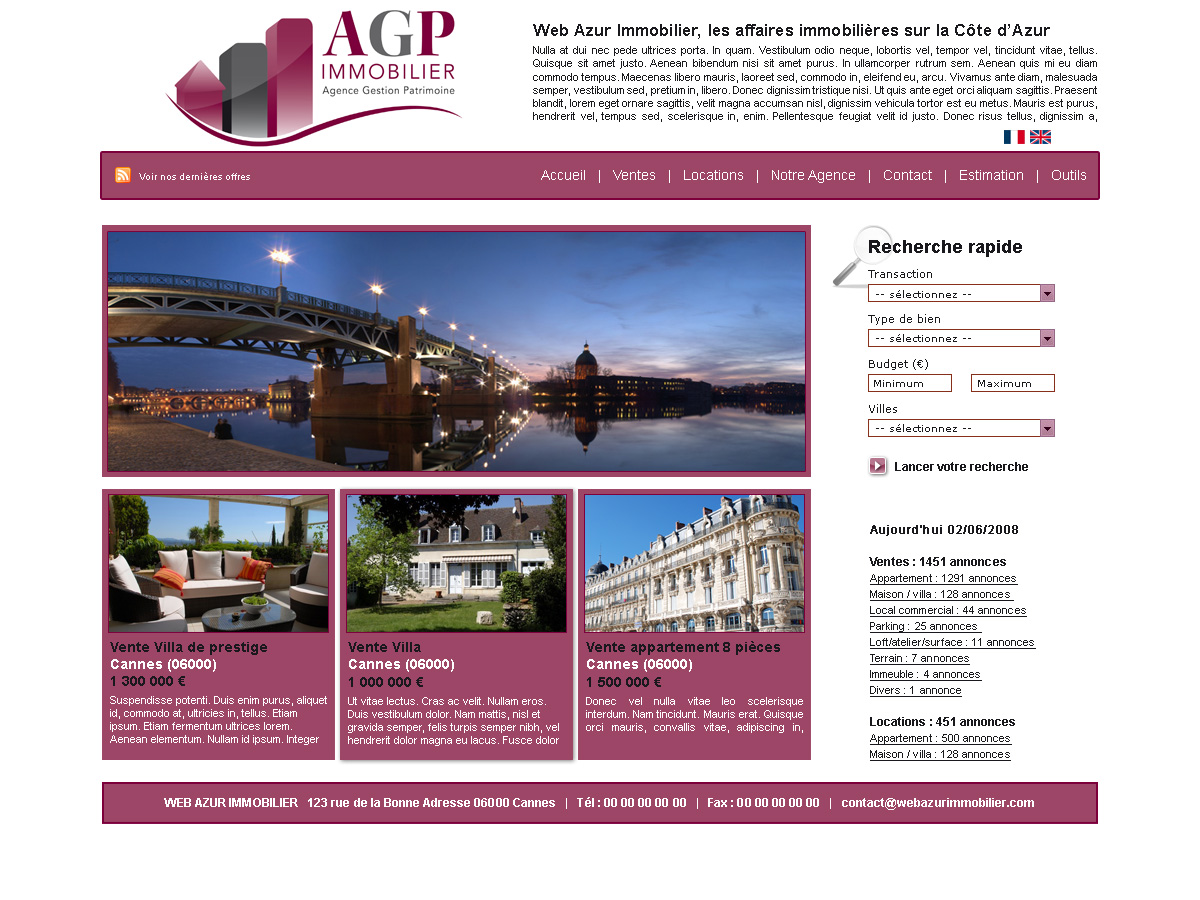 AGP
IMMOBILIER
Agence Gestion Patrimoine
Web Azur Immobilier, les affaires immobilières sur la Côte d'Azur
Nulla at dui nec pede ultrices porta. In quam. Vestibulum odio neque, lobortis vel, tempor vel, tincidunt vitae, tellus.
Quisque sit amet justo. Aenean bibendum nisi sit amet purus. In ullamcorper rutrum sem. Aenean quis mi eu diam
commodo tempus. Maecenas libero mauris, laoreet sed, commodo in, eleifend eu, arcu. Vivamus ante diam, malesuada
semper, vestibulum sed, pretium in, libero. Donec dignissim tristique nisi. Ut quis ante eget orci aliquam sagittis. Praesent
blandit, lorem eget ornare sagittis, velit magna accumsan nisl, dignissim vehicula tortor est eu metus. Mauris est purus,
hendrerit vel, tempus sed, scelerisque in, enim. Pellentesque feugiat velit id justo. Donec risus tellus, dignissim a,
Voir nos dernières offres
Accueil | Ventes | Locations | Notre Agence | Contact | Estimation | Outils
Recherche rapide
Transaction
-- sélectionnez --
Type de bien
-- sélectionnez --
Budget (€)
Minimum Maximum
Villes
-- sélectionnez --
Lancer votre recherche
Vente Villa de prestige
Cannes (06000)
1 300 000 €
Suspendisse potenti. Duis enim purus, aliquet
id, commodo at, ultricies in, tellus. Etiam
ipsum. Etiam fermentum ultrices lorem.
Aenean elementum. Nullam id ipsum. Integer
Vente Villa
Cannes (06000)
1 000 000 €
Ut vitae lectus. Cras ac velit. Nullam eros.
Duis vestibulum dolor. Nam mattis, nisl et
gravida semper, felis turpis semper nibh, vel
hendrerit dolor magna eu lacus. Fusce dolor
Vente appartement 8 pièces
Cannes (06000)
1 500 000 €
Donec vel nulla vitae leo scelerisque
interdum. Nam tincidunt. Mauris erat. Quisque
orci mauris, convallis vitae, adipiscing in,
Aujourd'hui 02/06/2008
Ventes : 1451 annonces
Appartement : 1291 annonces
Maison / villa : 128 annonces
Local commercial : 44 annonces
Parking : 25 annonces
Loft/atelier/surface : 11 annonces
Terrain : 7 annonces
Immeuble : 4 annonces
Divers : 1 annonce
Locations : 451 annonces
Appartement : 500 annonces
Maison / villa : 128 annonces
WEB AZUR IMMOBILIER 123 rue de la Bonne Adresse 06000 Cannes | Tél : 00 00 00 00 00 | Fax : 00 00 00 00 00 | contact@webazurimmobilier.com